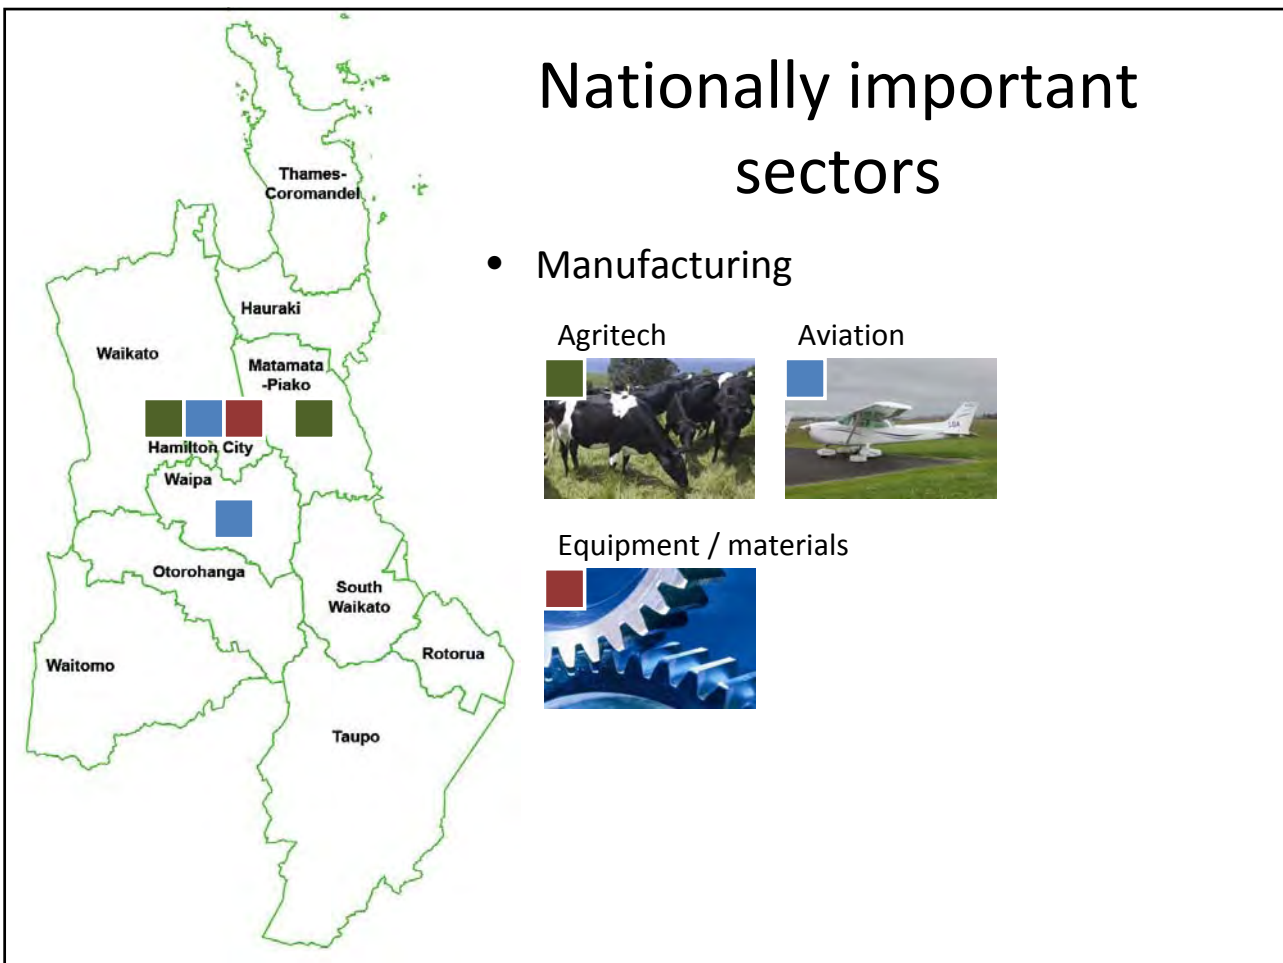 Nationally important
sectors
• Manufacturing
Agritech
Aviation
Equipment / materials
Thames-
Coromandel
Hauraki
Waikato
Matamata
-Piako
Hamilton City
Waipa
Otorohanga
South
Waikato
Rotorua
Waitomo
Taupo